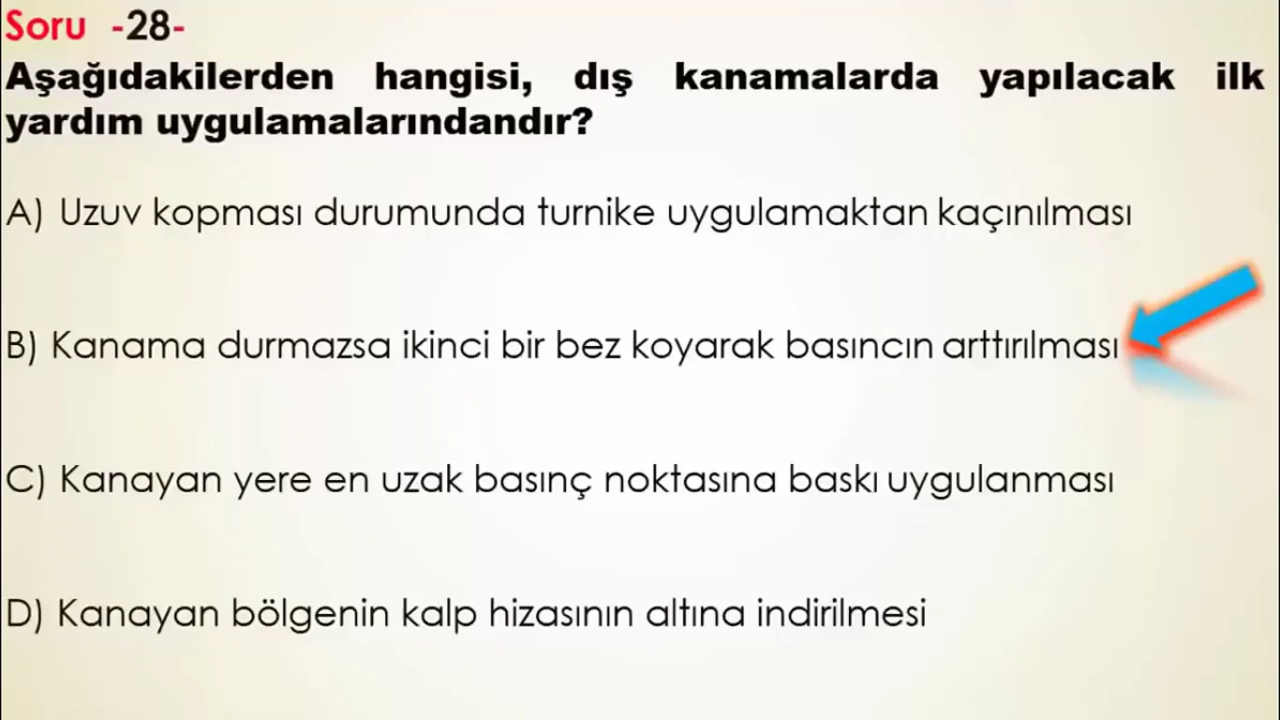 Soru -28-
Aşağıdakilerden hangisi, dış kanamalarda yapılacak ilk
yardım uygulamalarındandır?
A) Uzuv kopması durumunda turnike uygulamaktan kaçınılması
B) Kanama durmazsa ikinci bir bez koyarak basıncın arttırılması
C) Kanayan yere en uzak basınç noktasına baskı uygulanması
D) Kanayan bölgenin kalp hizasının altına indirilmesi